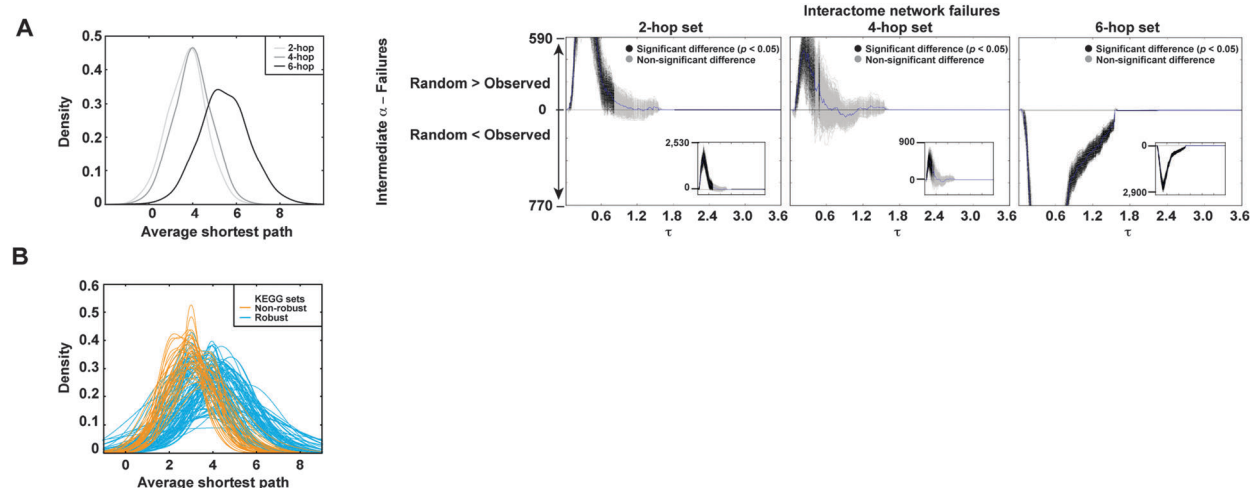 A
0.5
0.4
0.3
0.2
0.1
0
Density
2-hop
4-hop
6-hop
0 4 6 8
Average shortest path
Interactome network failures
2-hop set
4-hop set
6-hop set
Intermediate α – Failures
590
Random > Observed
0
Random < Observed
770
Significant difference (p < 0.05)
Non-significant difference
2,530
0
0.6 1.2 1.8 2.4 3.0 3.6
τ
Significant difference (p < 0.05)
Non-significant difference
900
0
0.6 1.2 1.8 2.4 3.0 3.6
τ
Significant difference (p < 0.05)
Non-significant difference
0
2,900
0.6 1.2 1.8 2.4 3.0 3.6
τ
B
0.6
0.5
0.4
0.3
0.2
0.1
0
Density
KEGG sets
Non-robust
Robust
0 2 4 6 8
Average shortest path